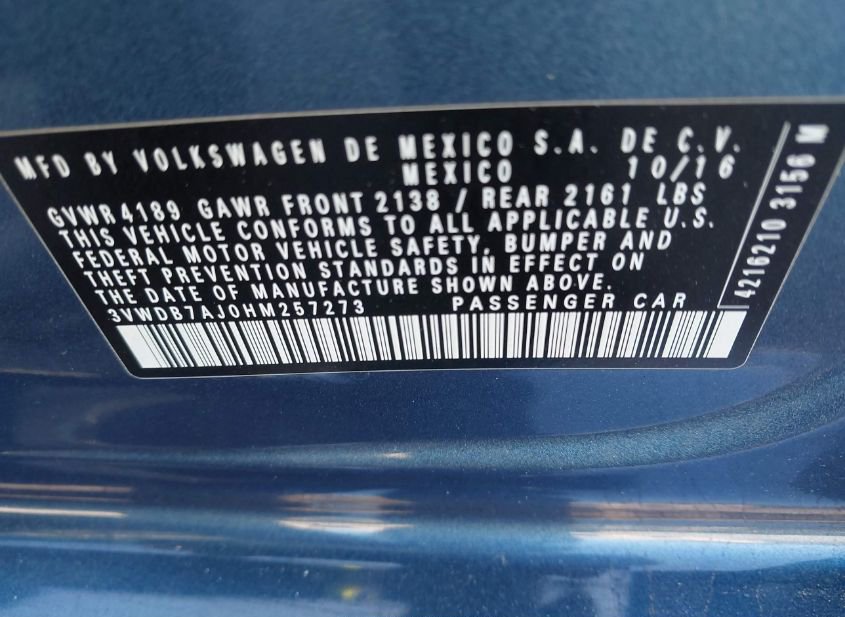 MFD BY VOLKSWAGEN DE MEXICO S.A. DE C.V.
MEXICO 10/16
GVWR 4189 GAWR FRONT 2138 / REAR 2161 LBS
THIS VEHICLE CONFORMS TO ALL APPLICABLE U.S.
FEDERAL MOTOR VEHICLE SAFETY, BUMPER AND
THEFT PREVENTION STANDARDS IN EFFECT ON
THE DATE OF MANUFACTURE SHOWN ABOVE.
3VWDB7AJ0HM257273 PASSENGER CAR
4216210 3156 M